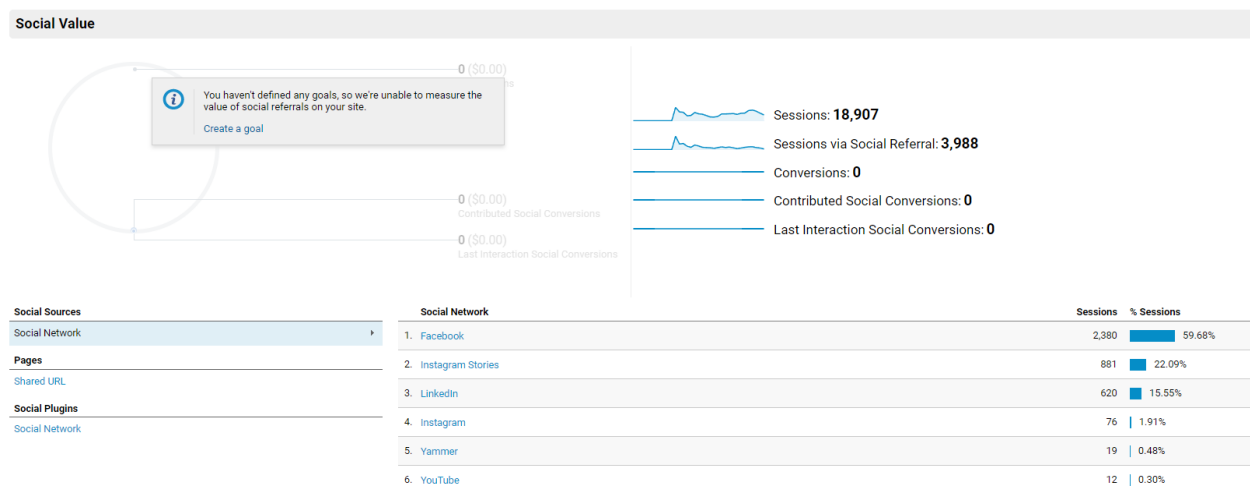 Social Value
0 ($0.00)
You haven't defined any goals, so we're unable to measure the
value of social referrals on your site.
Create a goal
0 ($0.00)
Contributed Social Conversions
0 ($0.00)
Last Interaction Social Conversions
Sessions: 18,907
Sessions via Social Referral: 3,988
Conversions: 0
Contributed Social Conversions: 0
Last Interaction Social Conversions: 0
Social Sources
Social Network
Pages
Shared URL
Social Plugins
Social Network
Social Network Sessions % Sessions
1. Facebook 2,380 59.68%
2. Instagram Stories 881 22.09%
3. LinkedIn 620 15.55%
4. Instagram 76 1.91%
5. Yammer 19 0.48%
6. YouTube 12 0.30%